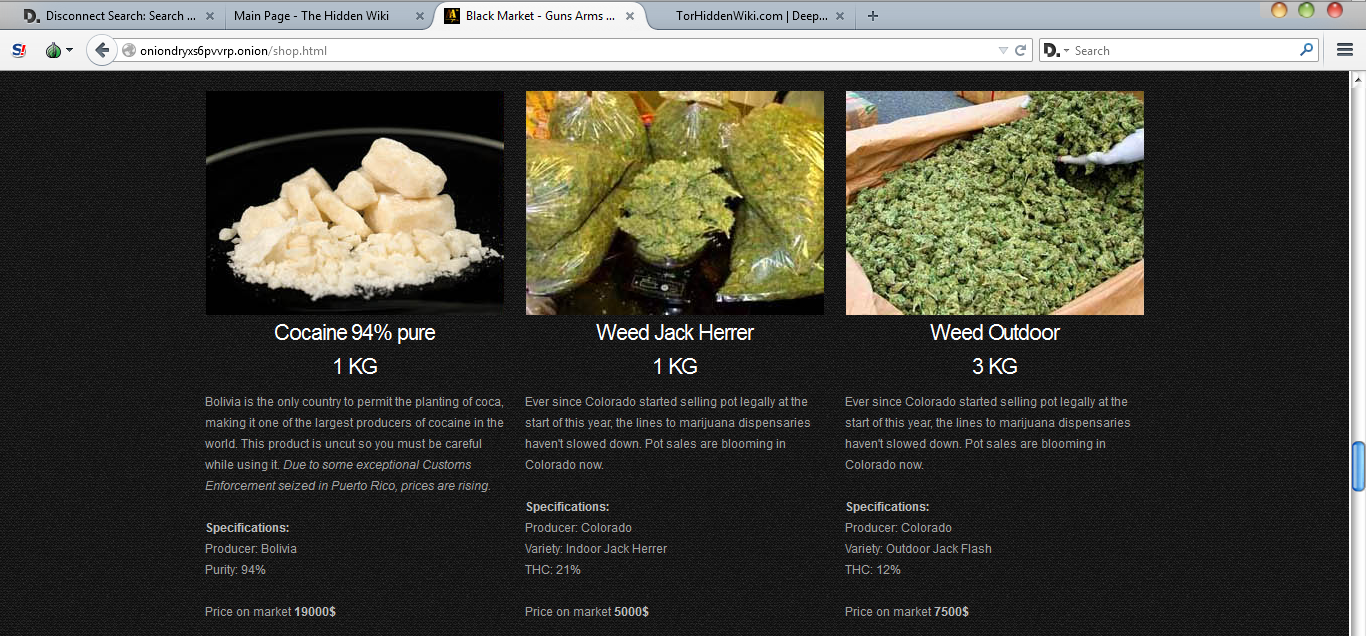 Disconnect Search: Search ...
Main Page - The Hidden Wiki
Black Market - Guns Arms ...
TorHiddenWiki.com | Deep...
oniondryxs6pvvrp.onion/shop.html
D.
Search
Cocaine 94% pure
1 KG
Bolivia is the only country to permit the planting of coca,
making it one of the largest producers of cocaine in the
world. This product is uncut so you must be careful
while using it. Due to some exceptional Customs
Enforcement seized in Puerto Rico, prices are rising.
Specifications:
Producer: Bolivia
Purity: 94%
Price on market 19000$
Weed Jack Herrer
1 KG
Ever since Colorado started selling pot legally at the
start of this year, the lines to marijuana dispensaries
haven't slowed down. Pot sales are blooming in
Colorado now.
Specifications:
Producer: Colorado
Variety: Indoor Jack Herrer
THC: 21%
Price on market 5000$
Weed Outdoor
3 KG
Ever since Colorado started selling pot legally at the
start of this year, the lines to marijuana dispensaries
haven't slowed down. Pot sales are blooming in
Colorado now.
Specifications:
Producer: Colorado
Variety: Outdoor Jack Flash
THC: 12%
Price on market 7500$